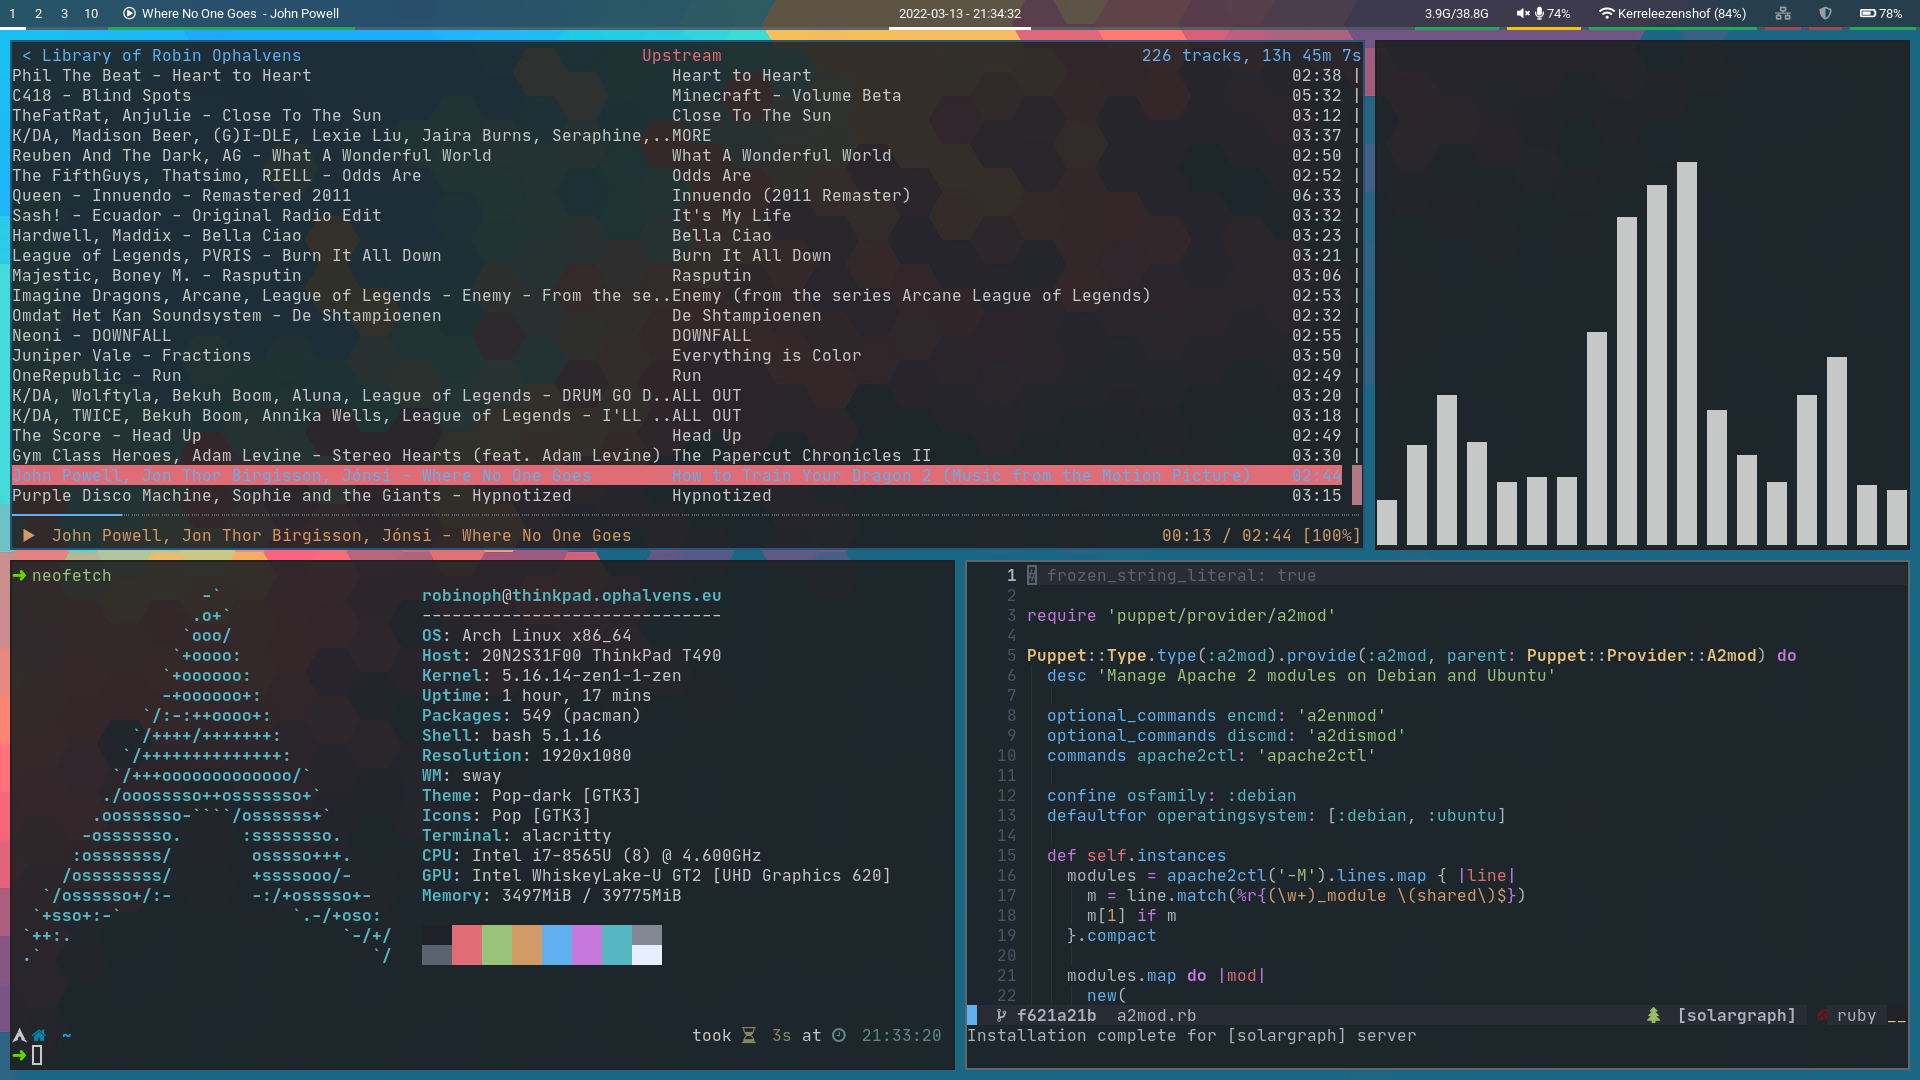 1 2 3 10 Where No One Goes - John Powell 2022-03-13 - 21:34:32 3.9G/38.8G 74% Kerreleezenshof (84%) 78%
< Library of Robin Ophalvens Upstream 226 tracks, 13h 45m 7s
Phil The Beat - Heart to Heart Heart to Heart 02:38 |
C418 - Blind Spots Minecraft - Volume Beta 05:32 |
TheFatRat, Anjulie - Close To The Sun Close To The Sun 03:12 |
K/DA, Madison Beer, (G)I-DLE, Lexie Liu, Jaira Burns, Seraphine,..MORE 03:37 |
Reuben And The Dark, AG - What A Wonderful World What A Wonderful World 02:50 |
The FifthGuys, Thatsimo, RIELL - Odds Are Odds Are 02:52 |
Queen - Innuendo - Remastered 2011 Innuendo (2011 Remaster) 06:33 |
Sash! - Ecuador - Original Radio Edit It's My Life 03:32 |
Hardwell, Maddix - Bella Ciao Bella Ciao 03:23 |
League of Legends, PVRIS - Burn It All Down Burn It All Down 03:21 |
Majestic, Boney M. - Rasputin Rasputin 03:06 |
Imagine Dragons, Arcane, League of Legends - Enemy - From the se..Enemy (from the series Arcane League of Legends) 02:53 |
Omdat Het Kan Soundsystem - De Shtampioenen De Shtampioenen 02:32 |
Neoni - DOWNFALL DOWNFALL 02:55 |
Juniper Vale - Fractions Everything is Color 03:50 |
OneRepublic - Run Run 02:49 |
K/DA, Wolftyla, Bekuh Boom, Aluna, League of Legends - DRUM GO D..ALL OUT 03:20 |
K/DA, TWICE, Bekuh Boom, Annika Wells, League of Legends - I'LL ..ALL OUT 03:18 |
The Score - Head Up Head Up 02:49 |
Gym Class Heroes, Adam Levine - Stereo Hearts (feat. Adam Levine) The Papercut Chronicles II 03:30 |
John Powell, Jon Thor Birgisson, Jónsi - Where No One Goes How to Train Your Dragon 2 (Music from the Motion Picture) 02:44
Purple Disco Machine, Sophie and the Giants - Hypnotized Hypnotized 03:15
John Powell, Jon Thor Birgisson, Jónsi - Where No One Goes 00:13 / 02:44 [100%]
➜ neofetch
-`
.o+`
`ooo/
`+oooo:
`+oooooo:
-+oooooo+:
`/:-:++oooo+:
`/++++/+++++++:
`/++++++++++++++:
`/+++ooooooooooooo/`
./ooosssso++osssssso+`
.oossssso-````/ossssss+`
-osssssso. :ssssssso.
:osssssss/ osssso+++.
/ossssssss/ +ssssooo/-
`/ossssso+/:- -:/+osssso+-
`+sso+:-` `.-/+oso:
`++:. `-/+/
.` `/
robinoph@thinkpad.ophalvens.eu
------------------------------
OS: Arch Linux x86_64
Host: 20N2S31F00 ThinkPad T490
Kernel: 5.16.14-zen1-1-zen
Uptime: 1 hour, 17 mins
Packages: 549 (pacman)
Shell: bash 5.1.16
Resolution: 1920x1080
WM: sway
Theme: Pop-dark [GTK3]
Icons: Pop [GTK3]
Terminal: alacritty
CPU: Intel i7-8565U (8) @ 4.600GHz
GPU: Intel WhiskeyLake-U GT2 [UHD Graphics 620]
Memory: 3497MiB / 39775MiB
~ took 3s at 21:33:20
➜
1 # frozen_string_literal: true
2
3 require 'puppet/provider/a2mod'
4
5 Puppet::Type.type(:a2mod).provide(:a2mod, parent: Puppet::Provider::A2mod) do
6 desc 'Manage Apache 2 modules on Debian and Ubuntu'
7
8 optional_commands encmd: 'a2enmod'
9 optional_commands discmd: 'a2dismod'
10 commands apache2ctl: 'apache2ctl'
11
12 confine osfamily: :debian
13 defaultfor operatingsystem: [:debian, :ubuntu]
14
15 def self.instances
16 modules = apache2ctl('-M').lines.map { |line|
17 m = line.match(%r{(\w+)_module \(shared\)$})
18 m[1] if m
19 }.compact
20
21 modules.map do |mod|
22 new(
f621a21b a2mod.rb [solargraph] ruby __
Installation complete for [solargraph] server